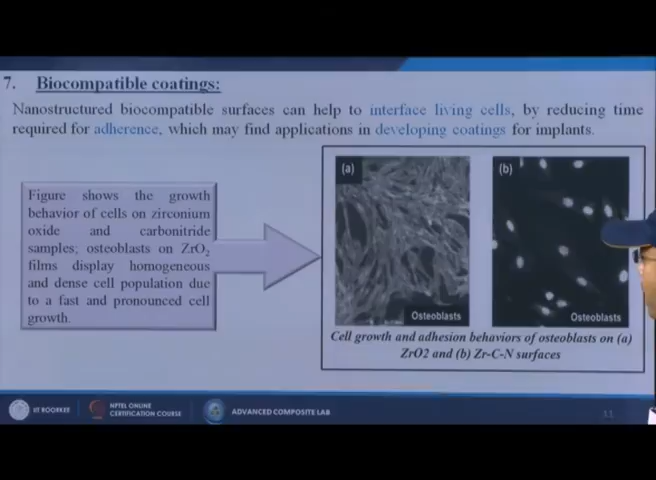 7. Biocompatible coatings:
Nanostructured biocompatible surfaces can help to interface living cells, by reducing time
required for adherence, which may find applications in developing coatings for implants.
Figure shows the growth
behavior of cells on zirconium
oxide and carbonitride
samples; osteoblasts on ZrO2
films display homogeneous
and dense cell population due
to a fast and pronounced cell
growth.
(a)
Osteoblasts
(b)
Osteoblasts
Cell growth and adhesion behaviors of osteoblasts on (a)
ZrO2 and (b) Zr-C-N surfaces
IIT ROORKEE
NPTEL ONLINE
CERTIFICATION COURSE
ADVANCED COMPOSITE LAB
11